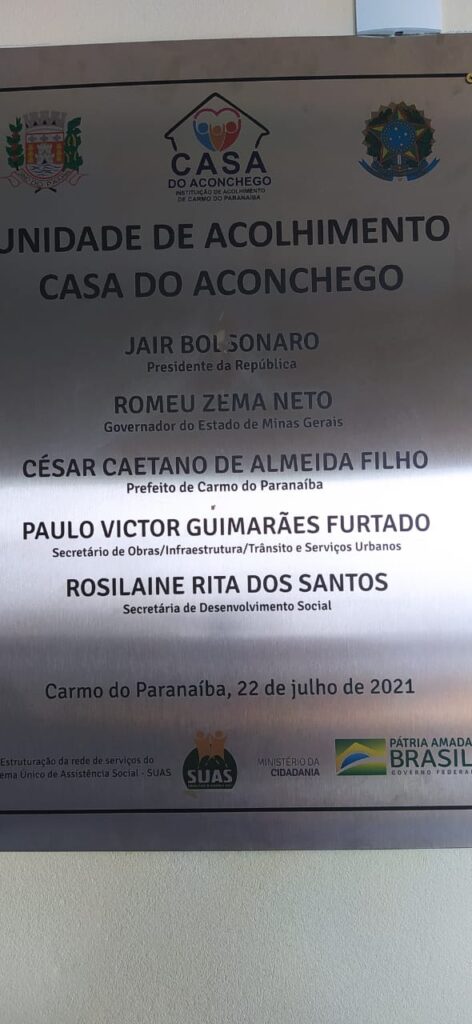 CASA
DO ACONCHEGO
INSTITUIÇÃO DE ACOLHIMENTO
DE CARMO DO PARANAÍBA
UNIDADE DE ACOLHIMENTO
CASA DO ACONCHEGO
JAIR BOLSONARO
Presidente da República
ROMEU ZEMA NETO
Governador do Estado de Minas Gerais
CÉSAR CAETANO DE ALMEIDA FILHO
Prefeito de Carmo do Paranaíba
PAULO VICTOR GUIMARÃES FURTADO
Secretário de Obras/Infraestrutura/Trânsito e Serviços Urbanos
ROSILAINE RITA DOS SANTOS
Secretária de Desenvolvimento Social
Carmo do Paranaíba, 22 de julho de 2021
Estruturação da rede de serviços do
ema Único de Assistência Social - SUAS
SUAS
MINISTÉRIO DA
CIDADANIA
PÁTRIA AMADA
BRASIL
GOVERNO FEDERAL